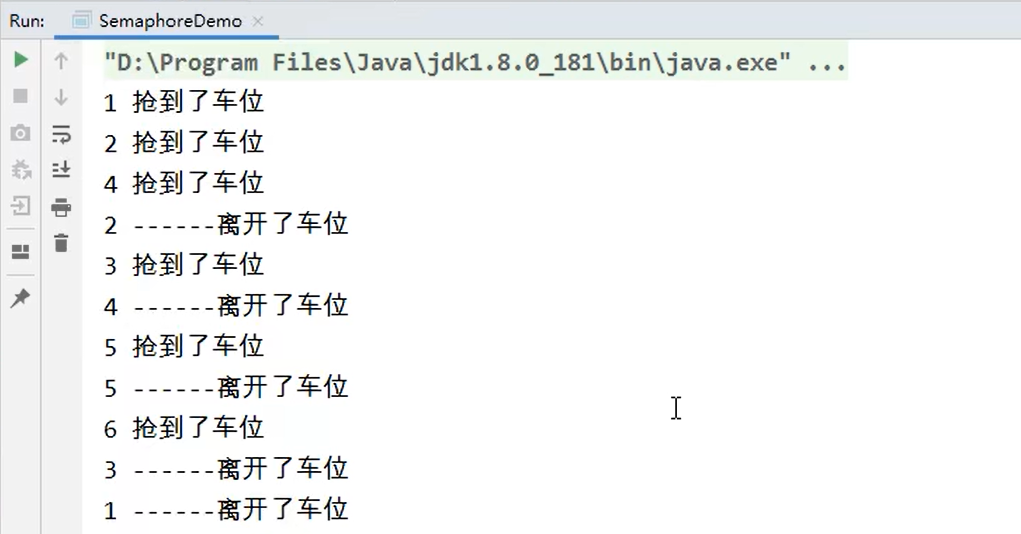 Run: SemaphoreDemo
"D:\Program Files\Java\jdk1.8.0_181\bin\java.exe" ...
1 抢到了车位
2 抢到了车位
4 抢到了车位
2 ------离开了车位
3 抢到了车位
4 ------离开了车位
5 抢到了车位
5 ------离开了车位
6 抢到了车位
3 ------离开了车位
1 ------离开了车位